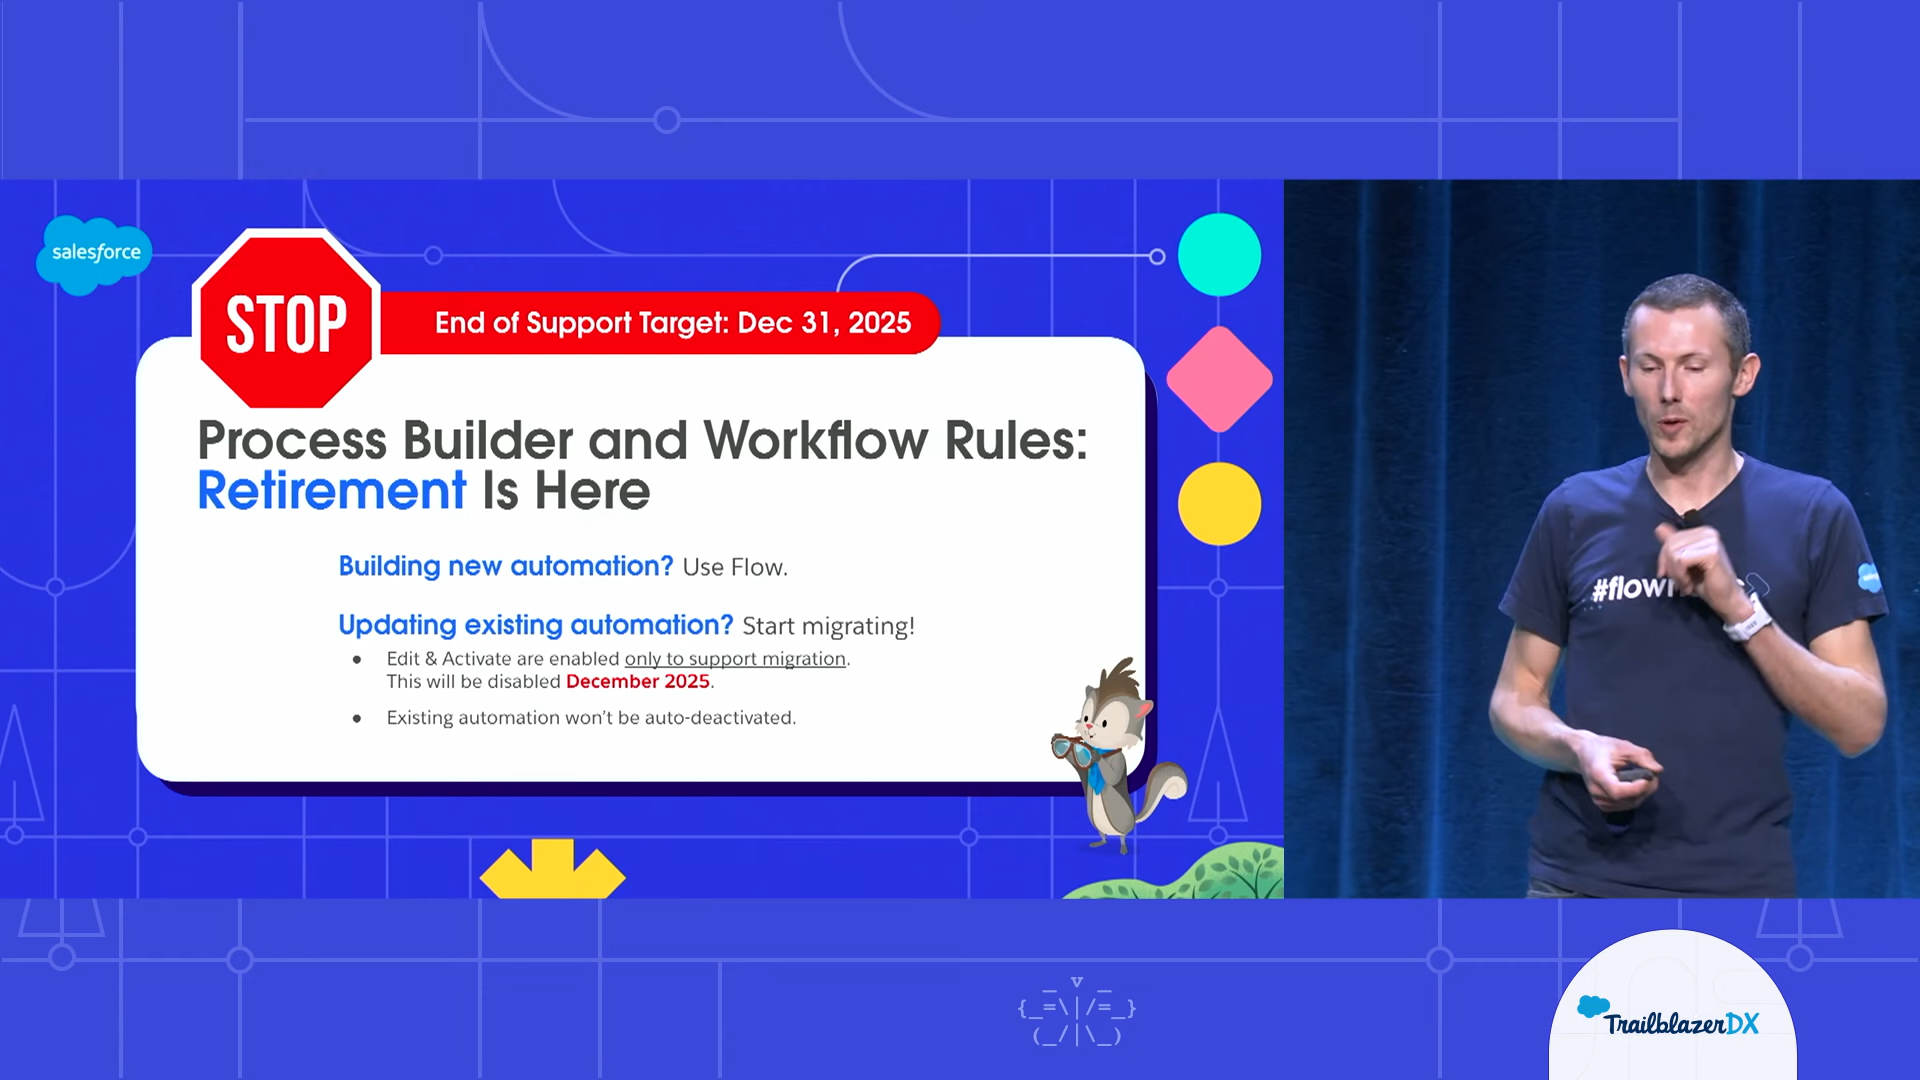 salesforce
STOP
End of Support Target: Dec 31, 2025
Process Builder and Workflow Rules:
Retirement Is Here
Building new automation? Use Flow.
Updating existing automation? Start migrating!
• Edit & Activate are enabled only to support migration.
This will be disabled December 2025.
• Existing automation won't be auto-deactivated.
TrailblazerDX